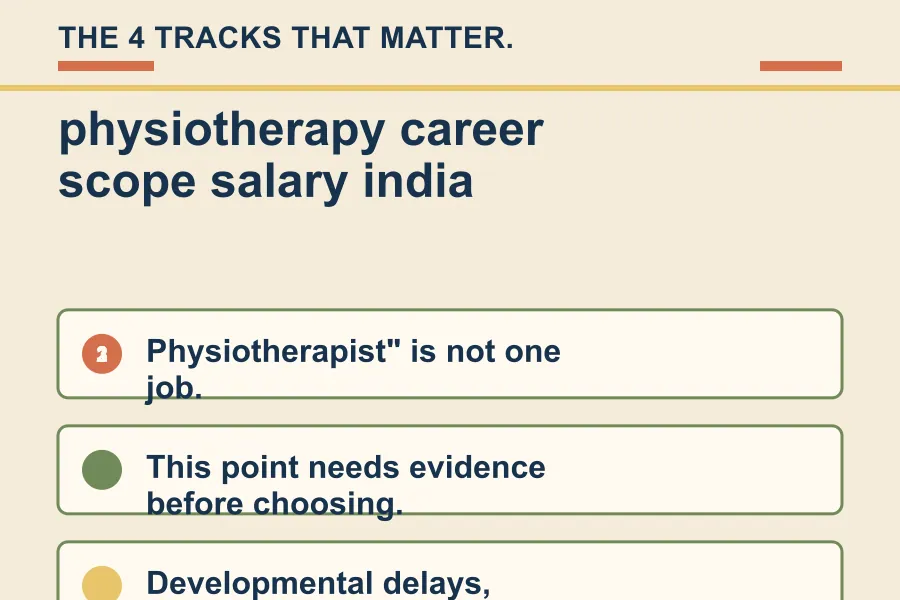 THE 4 TRACKS THAT MATTER.
physiotherapy career
scope salary india
Physiotherapist" is not one
job.
This point needs evidence
before choosing.
Developmental delays,